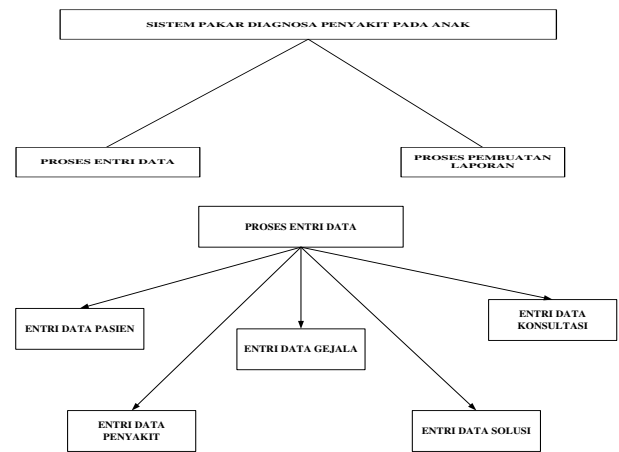 SISTEM PAKAR DIAGNOSA PENYAKIT PADA ANAK
PROSES ENTRI DATA
PROSES PEMBUATAN
LAPORAN
PROSES ENTRI DATA
ENTRI DATA PASIEN
ENTRI DATA GEJALA
ENTRI DATA
KONSULTASI
ENTRI DATA
PENYAKIT
ENTRI DATA SOLUSI